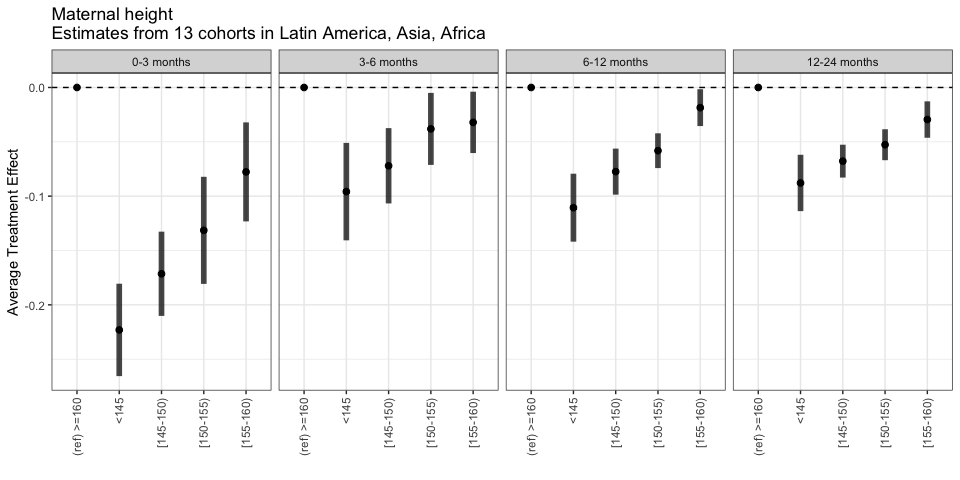 Maternal height
Estimates from 13 cohorts in Latin America, Asia, Africa
0-3 months
3-6 months
6-12 months
12-24 months
Average Treatment Effect
0.0
-0.1
-0.2
(ref) >=160
<145
[145-150)
[150-155)
[155-160)
(ref) >=160
<145
[145-150)
[150-155)
[155-160)
(ref) >=160
<145
[145-150)
[150-155)
[155-160)
(ref) >=160
<145
[145-150)
[150-155)
[155-160)